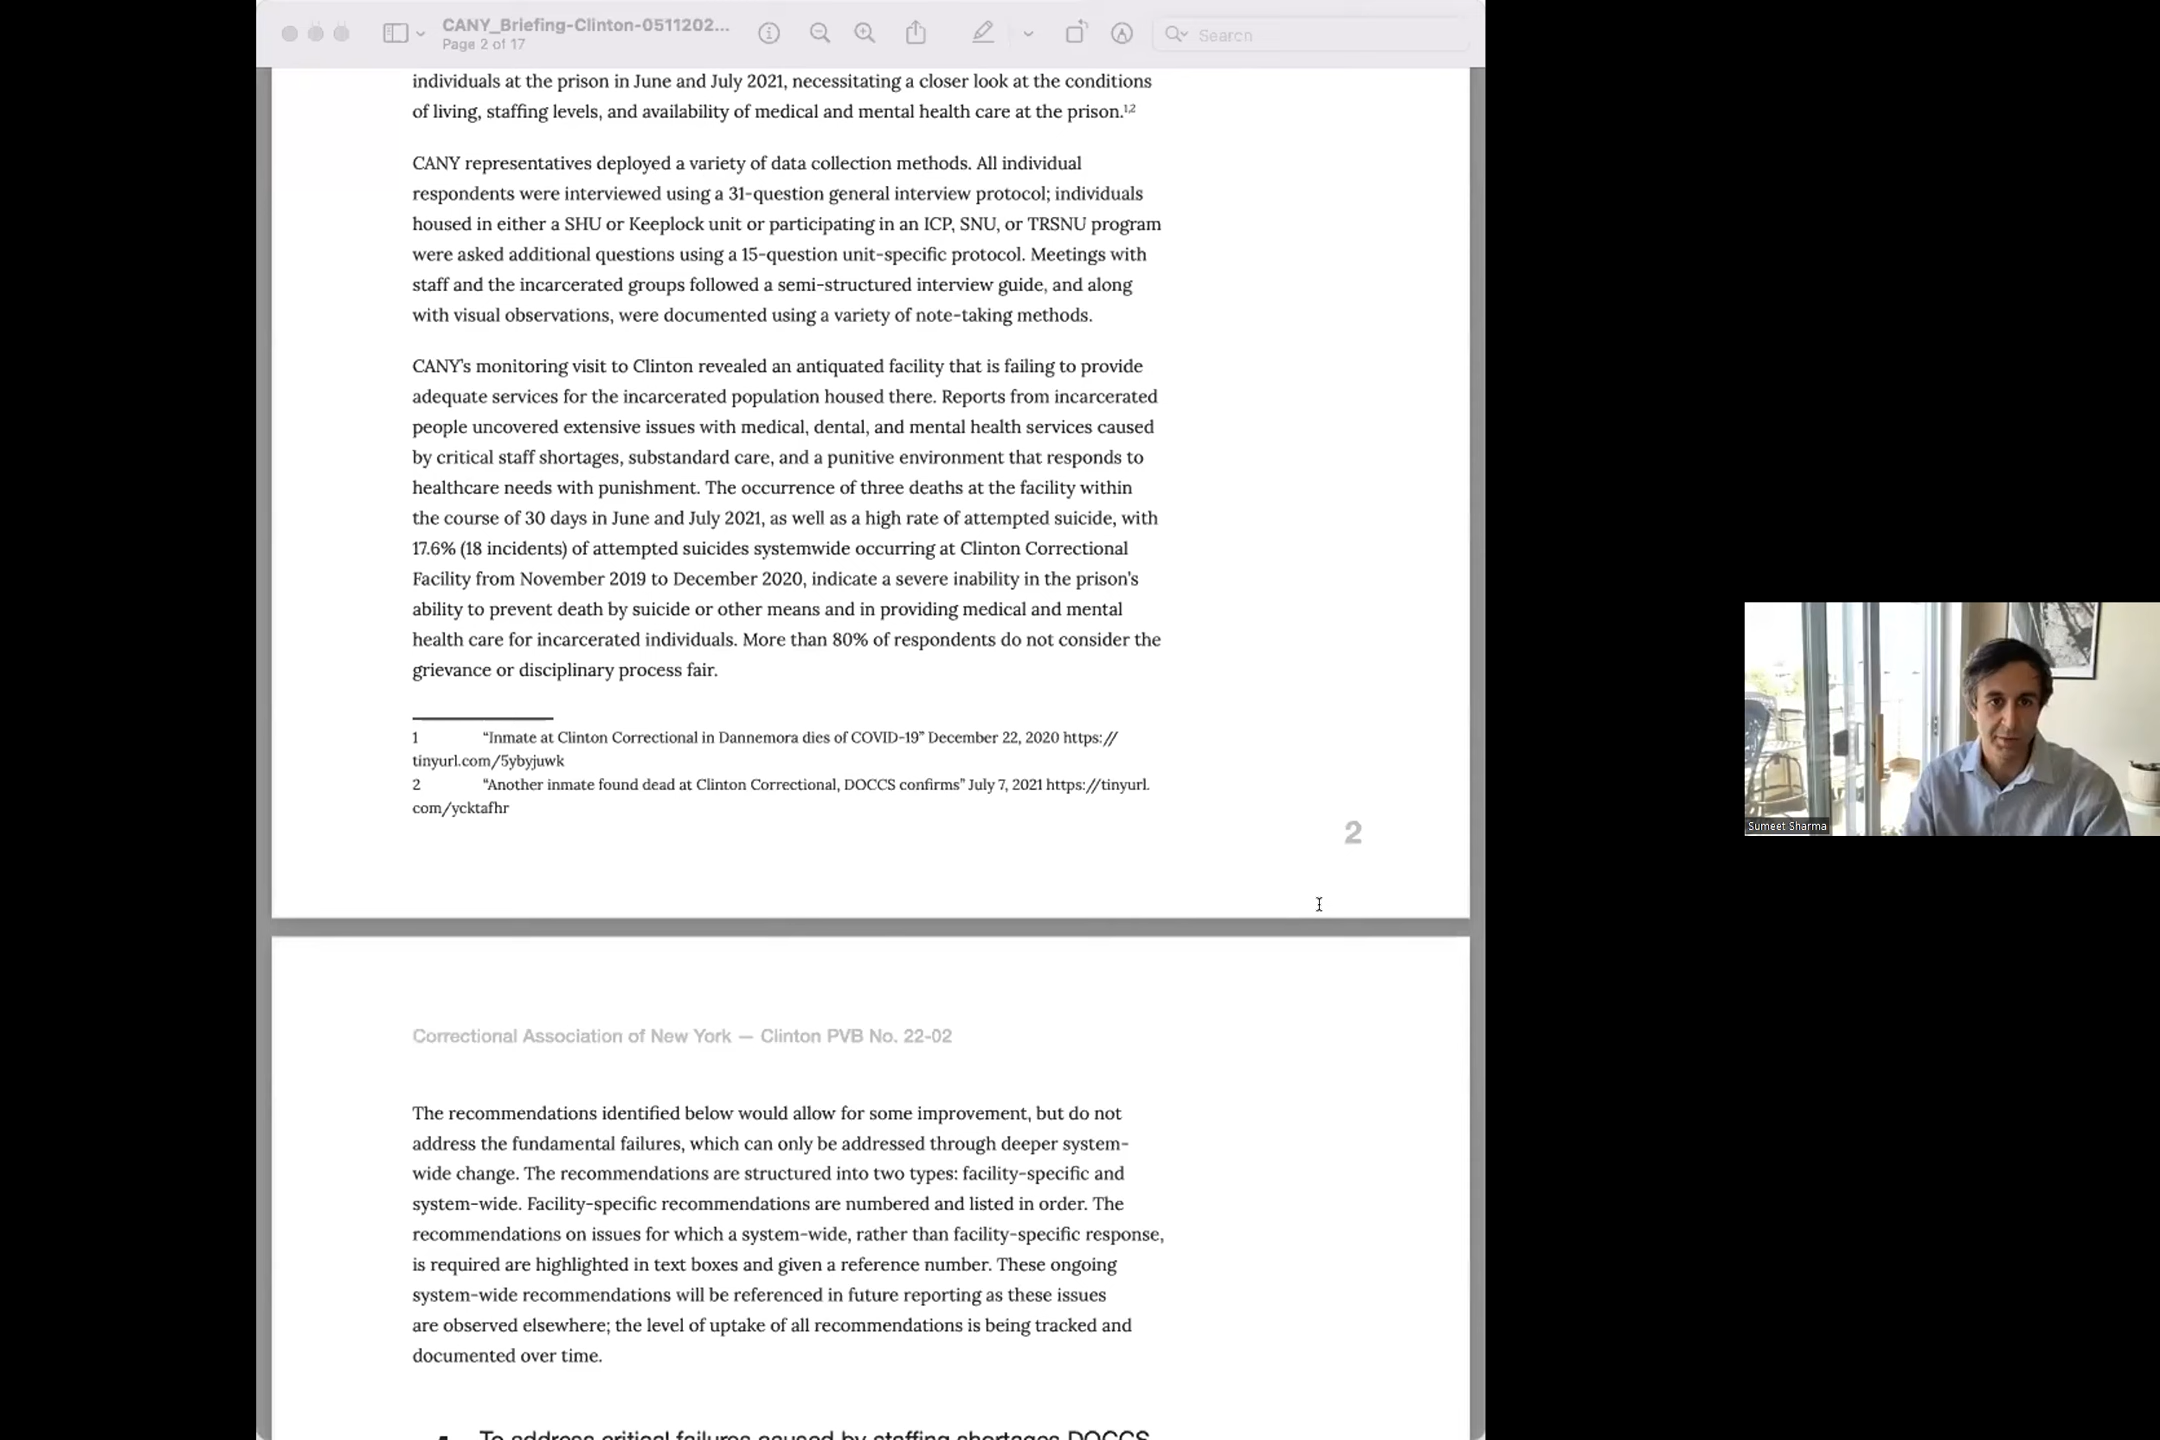 CANY_Briefing-Clinton-0511202...
Page 2 of 17
Search
individuals at the prison in June and July 2021, necessitating a closer look at the conditions
of living, staffing levels, and availability of medical and mental health care at the prison.1,2
CANY representatives deployed a variety of data collection methods. All individual
respondents were interviewed using a 31-question general interview protocol; individuals
housed in either a SHU or Keeplock unit or participating in an ICP, SNU, or TRSNU program
were asked additional questions using a 15-question unit-specific protocol. Meetings with
staff and the incarcerated groups followed a semi-structured interview guide, and along
with visual observations, were documented using a variety of note-taking methods.
CANY's monitoring visit to Clinton revealed an antiquated facility that is failing to provide
adequate services for the incarcerated population housed there. Reports from incarcerated
people uncovered extensive issues with medical, dental, and mental health services caused
by critical staff shortages, substandard care, and a punitive environment that responds to
healthcare needs with punishment. The occurrence of three deaths at the facility within
the course of 30 days in June and July 2021, as well as a high rate of attempted suicide, with
17.6% (18 incidents) of attempted suicides systemwide occurring at Clinton Correctional
Facility from November 2019 to December 2020, indicate a severe inability in the prison's
ability to prevent death by suicide or other means and in providing medical and mental
health care for incarcerated individuals. More than 80% of respondents do not consider the
grievance or disciplinary process fair.
1 “Inmate at Clinton Correctional in Dannemora dies of COVID-19” December 22, 2020 https://
tinyurl.com/5ybyjuwk
2 “Another inmate found dead at Clinton Correctional, DOCCS confirms” July 7, 2021 https://tinyurl.
com/ycktafhr
2
Correctional Association of New York — Clinton PVB No. 22-02
The recommendations identified below would allow for some improvement, but do not
address the fundamental failures, which can only be addressed through deeper system-
wide change. The recommendations are structured into two types: facility-specific and
system-wide. Facility-specific recommendations are numbered and listed in order. The
recommendations on issues for which a system-wide, rather than facility-specific response,
is required are highlighted in text boxes and given a reference number. These ongoing
system-wide recommendations will be referenced in future reporting as these issues
are observed elsewhere; the level of uptake of all recommendations is being tracked and
documented over time.
To address critical failures caused by staffing shortages DOCCS
Sumeet Sharma